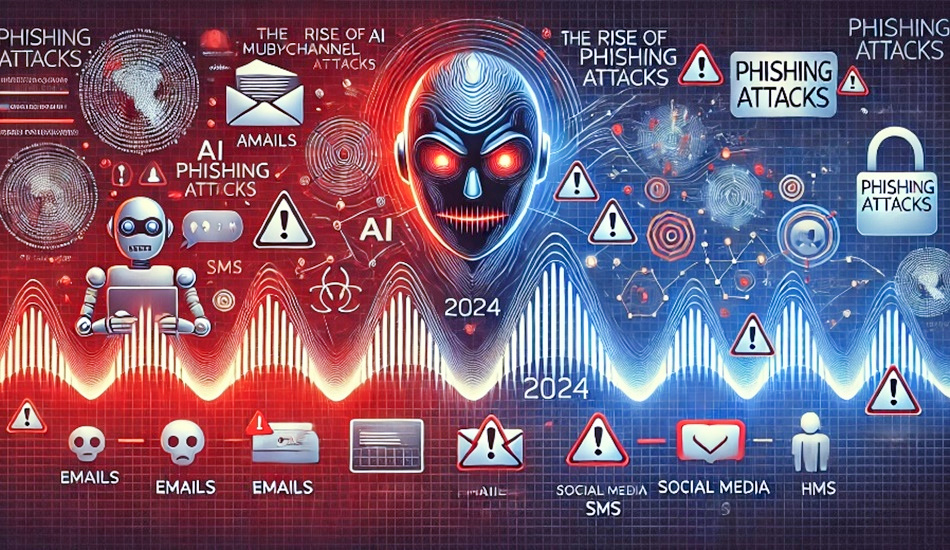 PHISHING
ATTACKS
THE RISE OF AI
MUBYCHANNEL
ATTACKS
THE RISE OF
PHISHING
ATTACKS
PHISHING
ATTACKS
PHISHING
ATTACKS
AMAILS
AI
PHISHING
ATTACKS
SMS
AI
PHISHING
ATTACKS
2024
2024
EMAILS
EMAILS
EMAILS
SOCIAL MEDIA
SMS
SOCIAL MEDIA
HMS